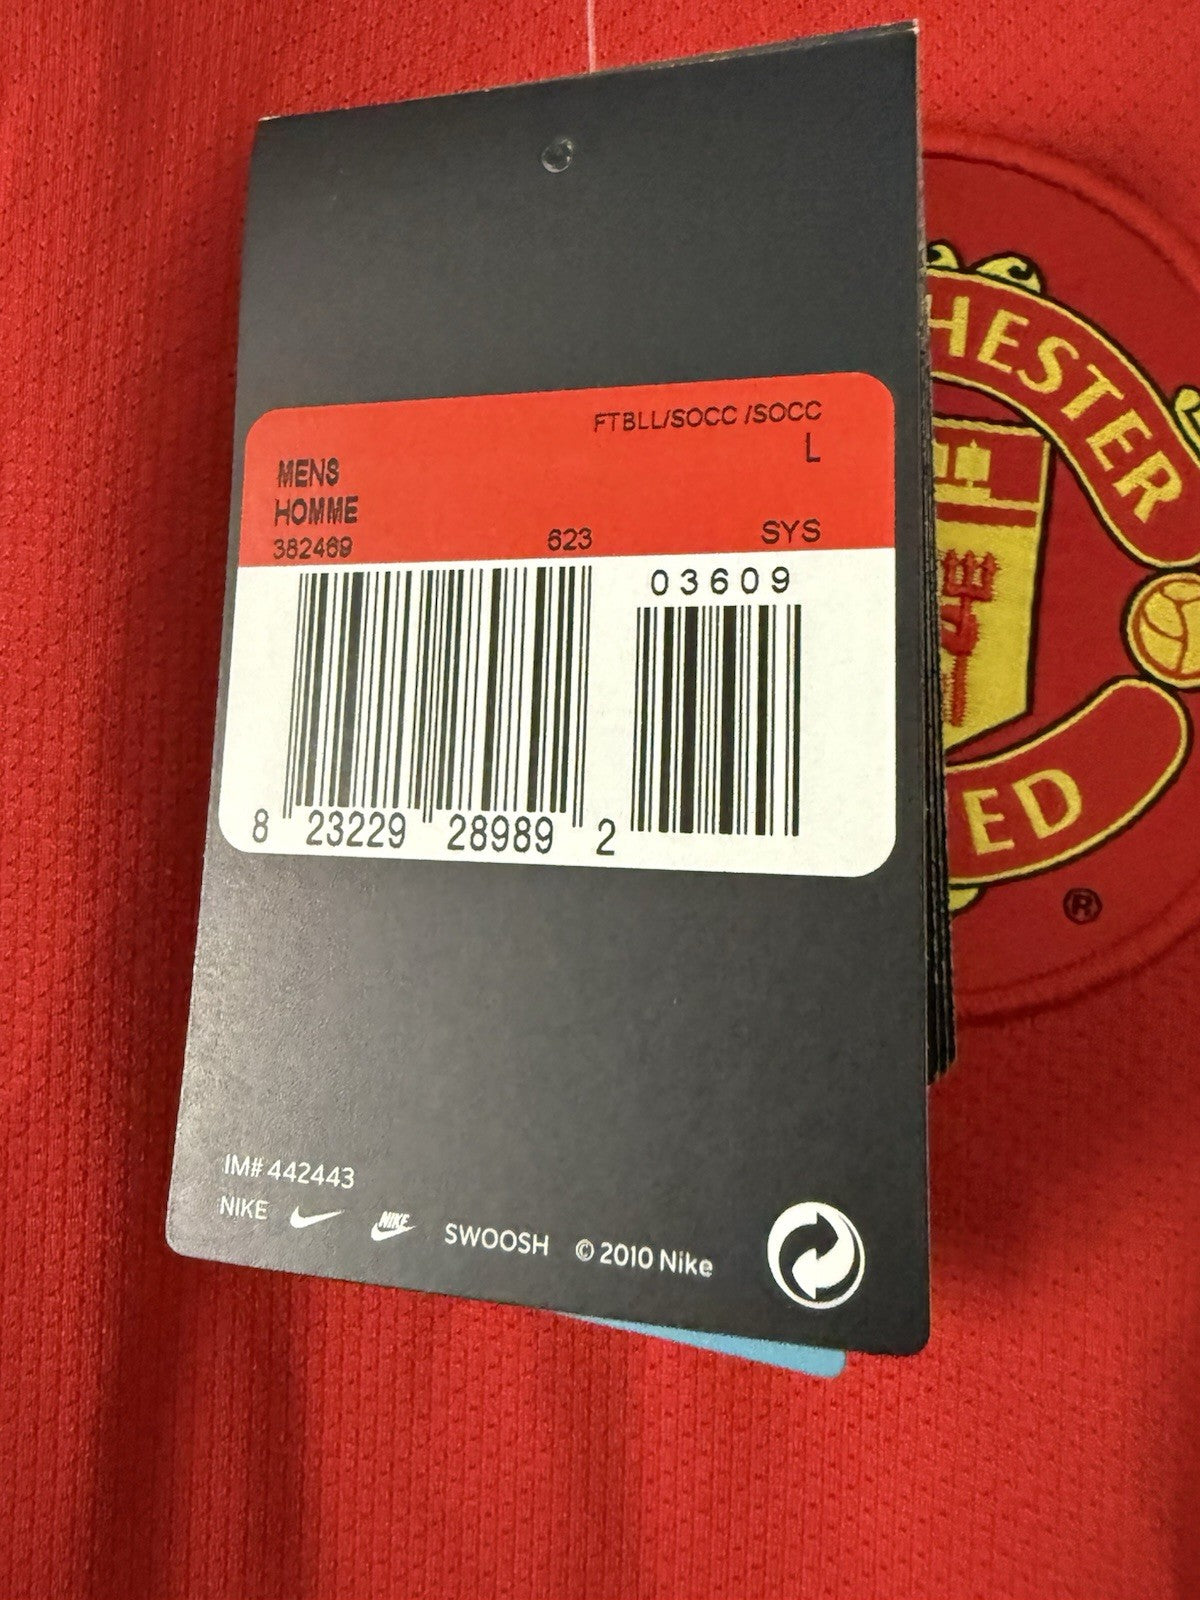 FTBLL/SOCC /SOCC
L
MENS
HOMME
382469 623 SYS
03609
8 23229 28989 2
IM# 442443
NIKE NIKE SWOOSH © 2010 Nike
HESTER
ED
®